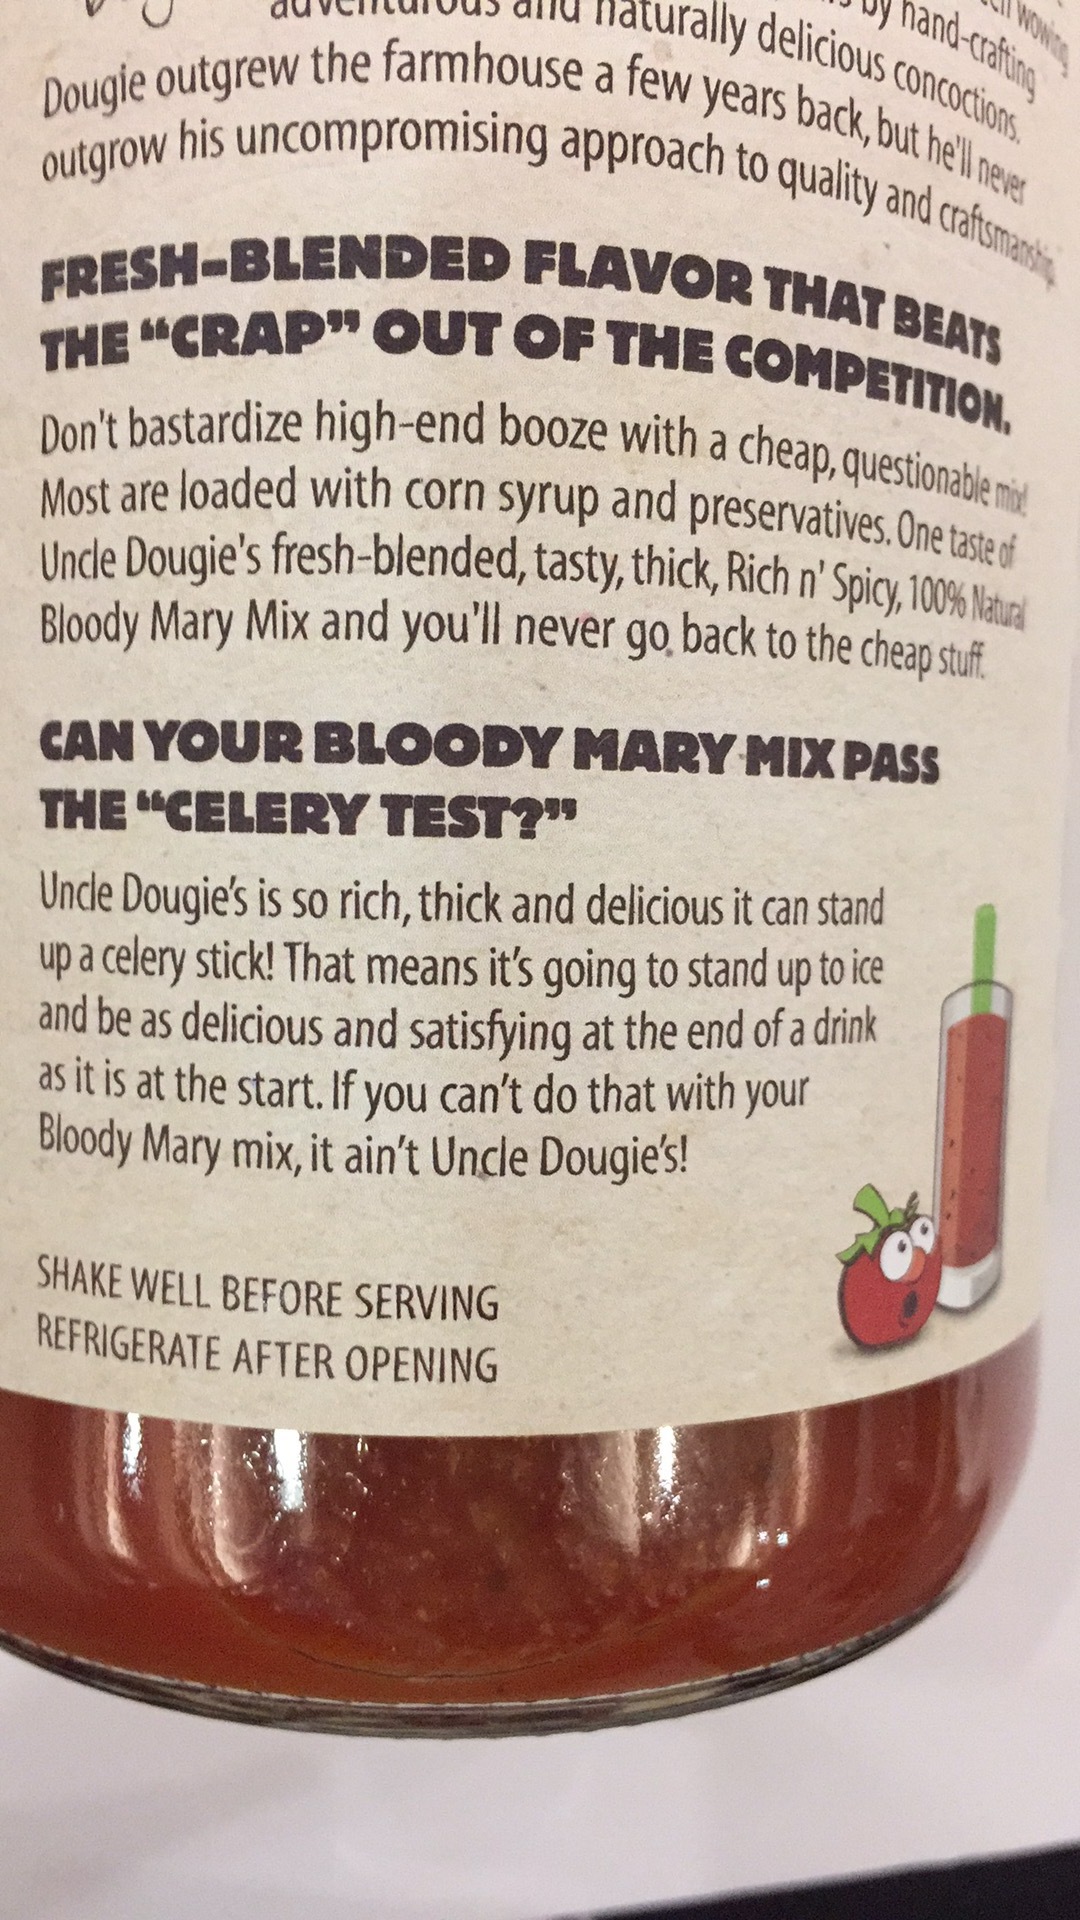 adventurous and naturally delicious concoctions.
by hand-crafting
Dougie outgrew the farmhouse a few years back, but he'll never
outgrow his uncompromising approach to quality and craftsmanship.
FRESH-BLENDED FLAVOR THAT BEATS
THE “CRAP” OUT OF THE COMPETITION.
Don't bastardize high-end booze with a cheap, questionable mix!
Most are loaded with corn syrup and preservatives. One taste of
Uncle Dougie's fresh-blended, tasty, thick, Rich n' Spicy, 100% Natural
Bloody Mary Mix and you'll never go back to the cheap stuff.
CAN YOUR BLOODY MARY MIX PASS
THE “CELERY TEST?”
Uncle Dougie’s is so rich, thick and delicious it can stand
up a celery stick! That means it’s going to stand up to ice
and be as delicious and satisfying at the end of a drink
as it is at the start. If you can’t do that with your
Bloody Mary mix, it ain’t Uncle Dougie’s!
SHAKE WELL BEFORE SERVING
REFRIGERATE AFTER OPENING